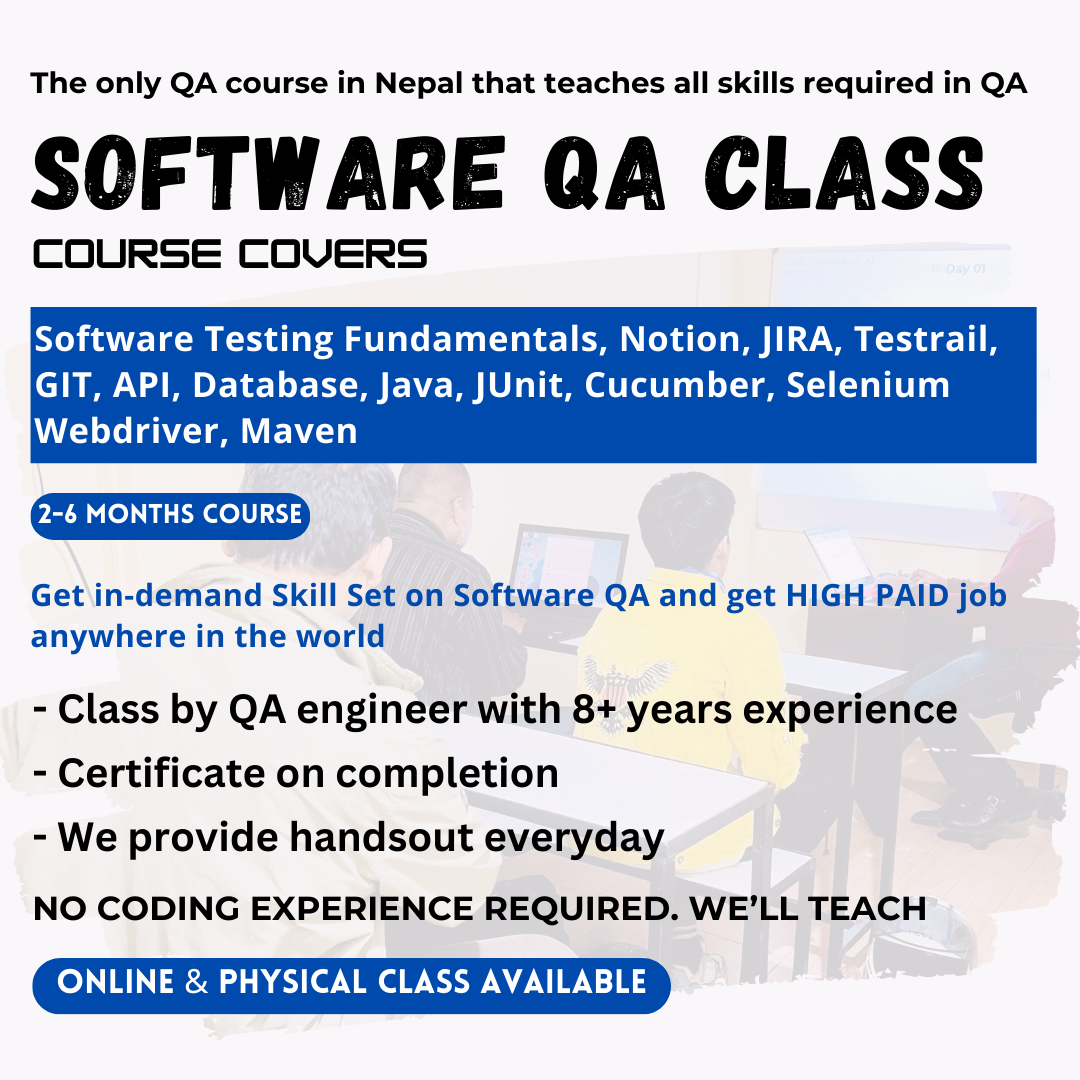 The only QA course in Nepal that teaches all skills required in QA
SOFTWARE QA CLASS
COURSE COVERS
Day 01
Software Testing Fundamentals, Notion, JIRA, Testrail,
GIT, API, Database, Java, JUnit, Cucumber, Selenium
Webdriver, Maven
2-6 MONTHS COURSE
Get in-demand Skill Set on Software QA and get HIGH PAID job
anywhere in the world
- Class by QA engineer with 8+ years experience
- Certificate on completion
- We provide handsout everyday
NO CODING EXPERIENCE REQUIRED. WE’LL TEACH
ONLINE & PHYSICAL CLASS AVAILABLE